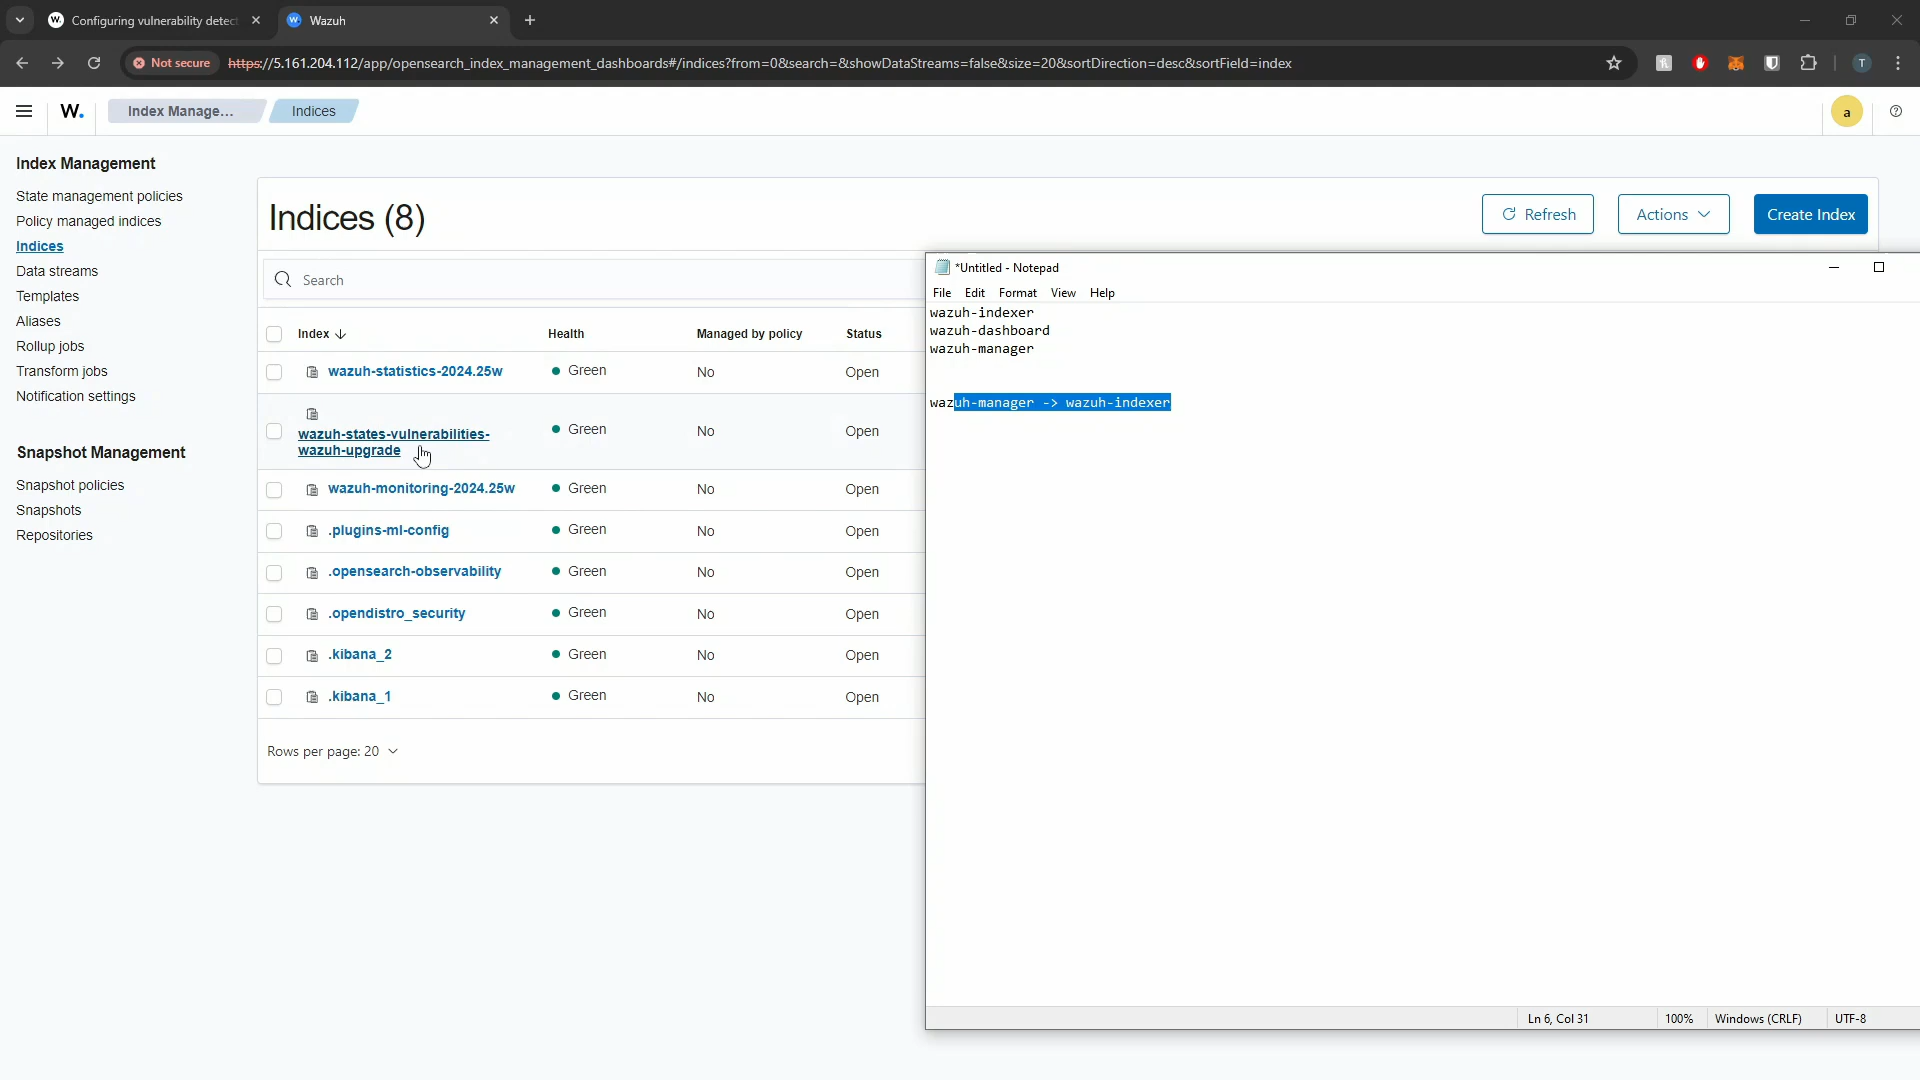 Configuring vulnerability detect
Wazuh
Not secure
https://5.161.204.112/app/opensearch_index_management_dashboards#/indices?from=0&search=&showDataStreams=false&size=20&sortDirection=desc&sortField=index
T
W.
Index Manage...
Indices
a
Index Management
State management policies
Policy managed indices
Indices
Data streams
Templates
Aliases
Rollup jobs
Transform jobs
Notification settings
Snapshot Management
Snapshot policies
Snapshots
Repositories
Indices (8)
Refresh
Actions
Create Index
Search
Index Health Managed by policy Status
wazuh-statistics-2024.25w Green No Open
wazuh-states-vulnerabilities-
wazuh-upgrade Green No Open
wazuh-monitoring-2024.25w Green No Open
.plugins-ml-config Green No Open
.opensearch-observability Green No Open
.opendistro_security Green No Open
.kibana_2 Green No Open
.kibana_1 Green No Open
Rows per page: 20
*Untitled - Notepad
File Edit Format View Help
wazuh-indexer
wazuh-dashboard
wazuh-manager
wazuh-manager -> wazuh-indexer
Ln 6, Col 31
100%
Windows (CRLF)
UTF-8